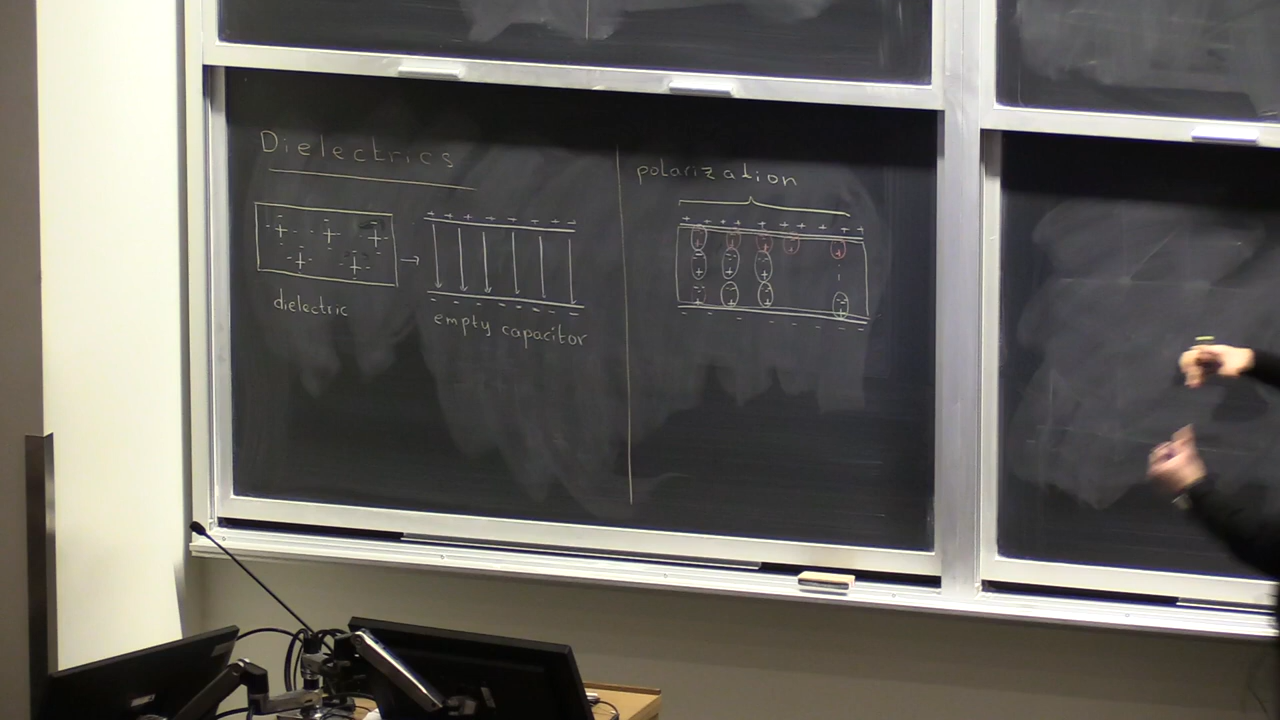 Dielectrics
dielectric
+ + + + + + + +
- - - - - - - -
empty capacitor
polarization